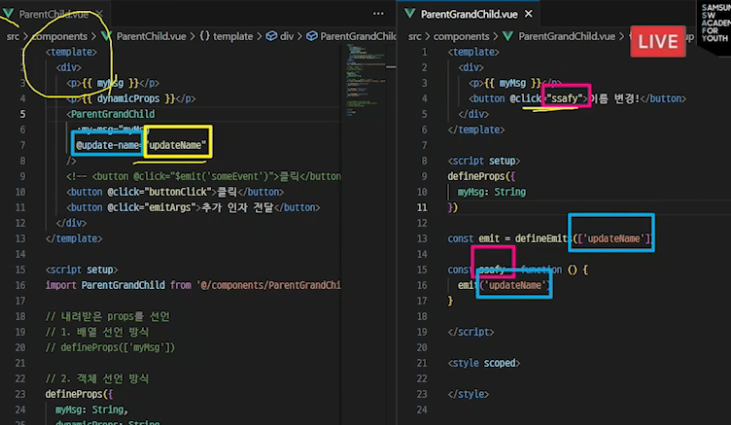 ParentChild.vue
src > components > ParentChild.vue > {} template > div > ParentGrandChild
<template>
<div>
3 <p>{{ myMsg }}</p>
4 <p>{{ dynamicProps }}</p>
5 <ParentGrandChild
6 :my-msg="myMsg"
7 @update-name="updateName"
8 />
9 <!-- <button @click="$emit('someEvent')">클릭</button
10 <button @click="buttonClick">클릭</button>
11 <button @click="emitArgs">추가 인자 전달</button>
12 </div>
13 </template>
14
15 <script setup>
16 import ParentGrandChild from '@/components/ParentGrandChi
17
18 // 내려받은 props를 선언
19 // 1. 배열 선언 방식
20 // defineProps(['myMsg'])
21
22 // 2. 객체 선언 방식
23 defineProps({
24 myMsg: String,
25 dynamicProps: String
ParentGrandChild.vue
src > components > ParentGrandChild.vue
LIVE
SAMSUNG
SW
ACADEMY
FOR
YOUTH
1 <template>
2 <div>
3 <p>{{ myMsg }}</p>
4 <button @click="ssafy">이름 변경!</button>
5 </div>
6 </template>
7
8 <script setup>
9 defineProps({
10 myMsg: String
11 })
12
13 const emit = defineEmits(['updateName'])
14
15 const ssafy = function () {
16 emit('updateName')
17 }
18
19 </script>
20
21 <style scoped>
22
23 </style>
24